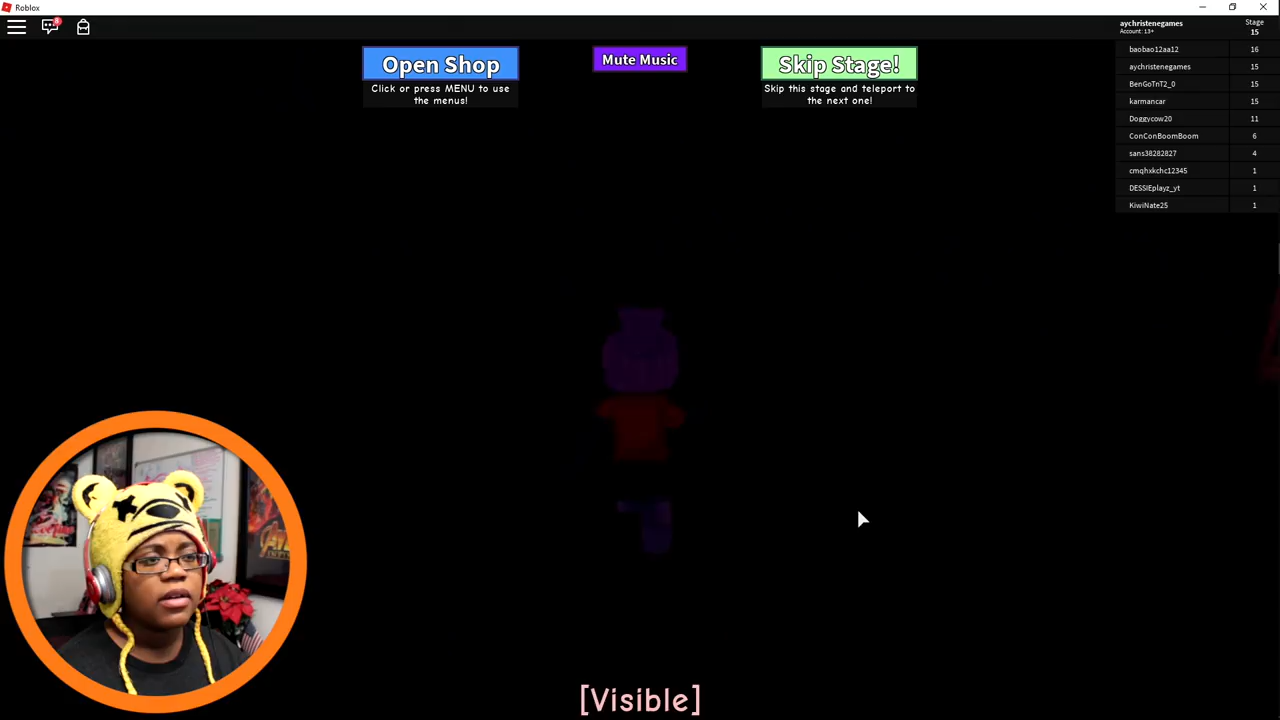 Roblox
8
Open Shop
Click or press MENU to use
the menus!
Mute Music
Skip Stage!
Skip this stage and teleport to
the next one!
aychristenegames
Account: 13+
Stage
15
baobao12aa12 16
aychristenegames 15
BenGoTnT2_0 15
karmancar 15
Doggycow20 11
ConConBoomBoom 6
sans38282827 4
cmqhxkchc12345 1
DESSIEplayz_yt 1
KiwiNate25 1
[Visible]